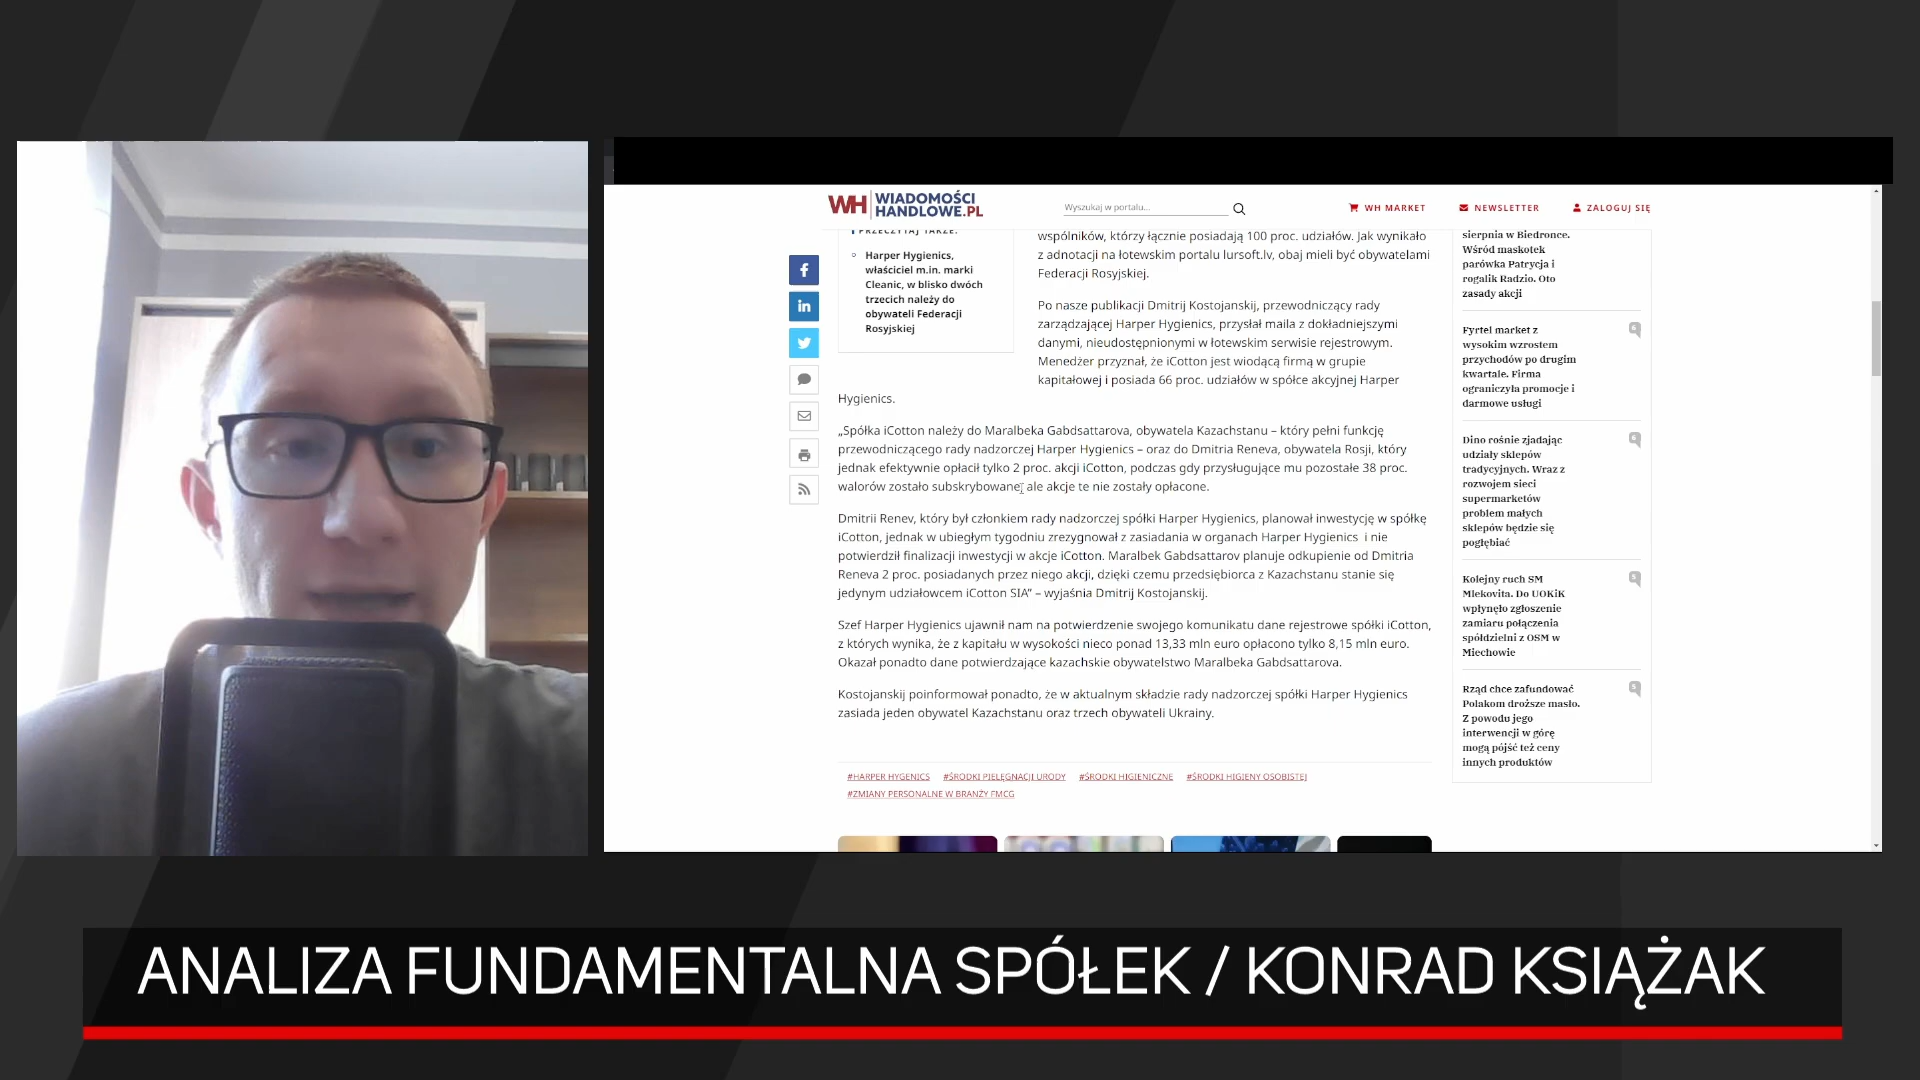 WH WIADOMOŚCI
HANDLOWE.PL
Wyszukaj w portalu...
WH MARKET
NEWSLETTER
ZALOGUJ SIĘ
PRZECZYTAJ TAKŻE:
Harper Hygienics,
właściciel m.in. marki
Cleanic, w blisko dwóch
trzecich należy do
obywateli Federacji
Rosyjskiej
wspólników, którzy łącznie posiadają 100 proc. udziałów. Jak wynikało
z adnotacji na łotewskim portalu lursoft.lv, obaj mieli być obywatelami
Federacji Rosyjskiej.
Po nasze publikacji Dmitrij Kostojanskij, przewodniczący rady
zarządzającej Harper Hygienics, przysłał maila z dokładniejszymi
danymi, nieudostępnionymi w łotewskim serwisie rejestrowym.
Menedżer przyznał, że iCotton jest wiodącą firmą w grupie
kapitałowej i posiada 66 proc. udziałów w spółce akcyjnej Harper
Hygienics.
„Spółka iCotton należy do Maralbeka Gabdsattarova, obywatela Kazachstanu – który pełni funkcję
przewodniczącego rady nadzorczej Harper Hygienics – oraz do Dmitria Reneva, obywatela Rosji, który
jednak efektywnie opłacił tylko 2 proc. akcji iCotton, podczas gdy przysługujące mu pozostałe 38 proc.
walorów zostało subskrybowane, ale akcje te nie zostały opłacone.
Dmitrii Renev, który był członkiem rady nadzorczej spółki Harper Hygienics, planował inwestycję w spółkę
iCotton, jednak w ubiegłym tygodniu zrezygnował z zasiadania w organach Harper Hygienics i nie
potwierdził finalizacji inwestycji w akcje iCotton. Maralbek Gabdsattarov planuje odkupienie od Dmitria
Reneva 2 proc. posiadanych przez niego akcji, dzięki czemu przedsiębiorca z Kazachstanu stanie się
jedynym udziałowcem iCotton SIA” – wyjaśnia Dmitrij Kostojanskij.
Szef Harper Hygienics ujawnił nam na potwierdzenie swojego komunikatu dane rejestrowe spółki iCotton,
z których wynika, że z kapitału w wysokości nieco ponad 13,33 mln euro opłacono tylko 8,15 mln euro.
Okazał ponadto dane potwierdzające kazachskie obywatelstwo Maralbeka Gabdsattarova.
Kostojanskij poinformował ponadto, że w aktualnym składzie rady nadzorczej spółki Harper Hygienics
zasiada jeden obywatel Kazachstanu oraz trzech obywateli Ukrainy.
#HARPER HYGENICS #ŚRODKI PIELĘGNACJI URODY #ŚRODKI HIGIENICZNE #ŚRODKI HIGIENY OSOBISTEJ
#ZMIANY PERSONALNE W BRANŻY FMCG
sierpnia w Biedronce.
Wśród maskotek
parówka Patrycja i
rogalik Radzio. Oto
zasady akcji
Fyrtel market z
wysokim wzrostem
przychodów po drugim
kwartale. Firma
ograniczyła promocje i
darmowe usługi
Dino rośnie zjadając
udziały sklepów
tradycyjnych. Wraz z
rozwojem sieci
supermarketów
problem małych
sklepów będzie się
pogłębiać
Kolejny ruch SM
Mlekovita. Do UOKiK
wpłynęło zgłoszenie
zamiaru połączenia
spółdzielni z OSM w
Miechowie
Rząd chce zafundować
Polakom droższe masło.
Z powodu jego
interwencji w górę
mogą pójść też ceny
innych produktów
ANALIZA FUNDAMENTALNA SPÓŁEK / KONRAD KSIĄŻAK